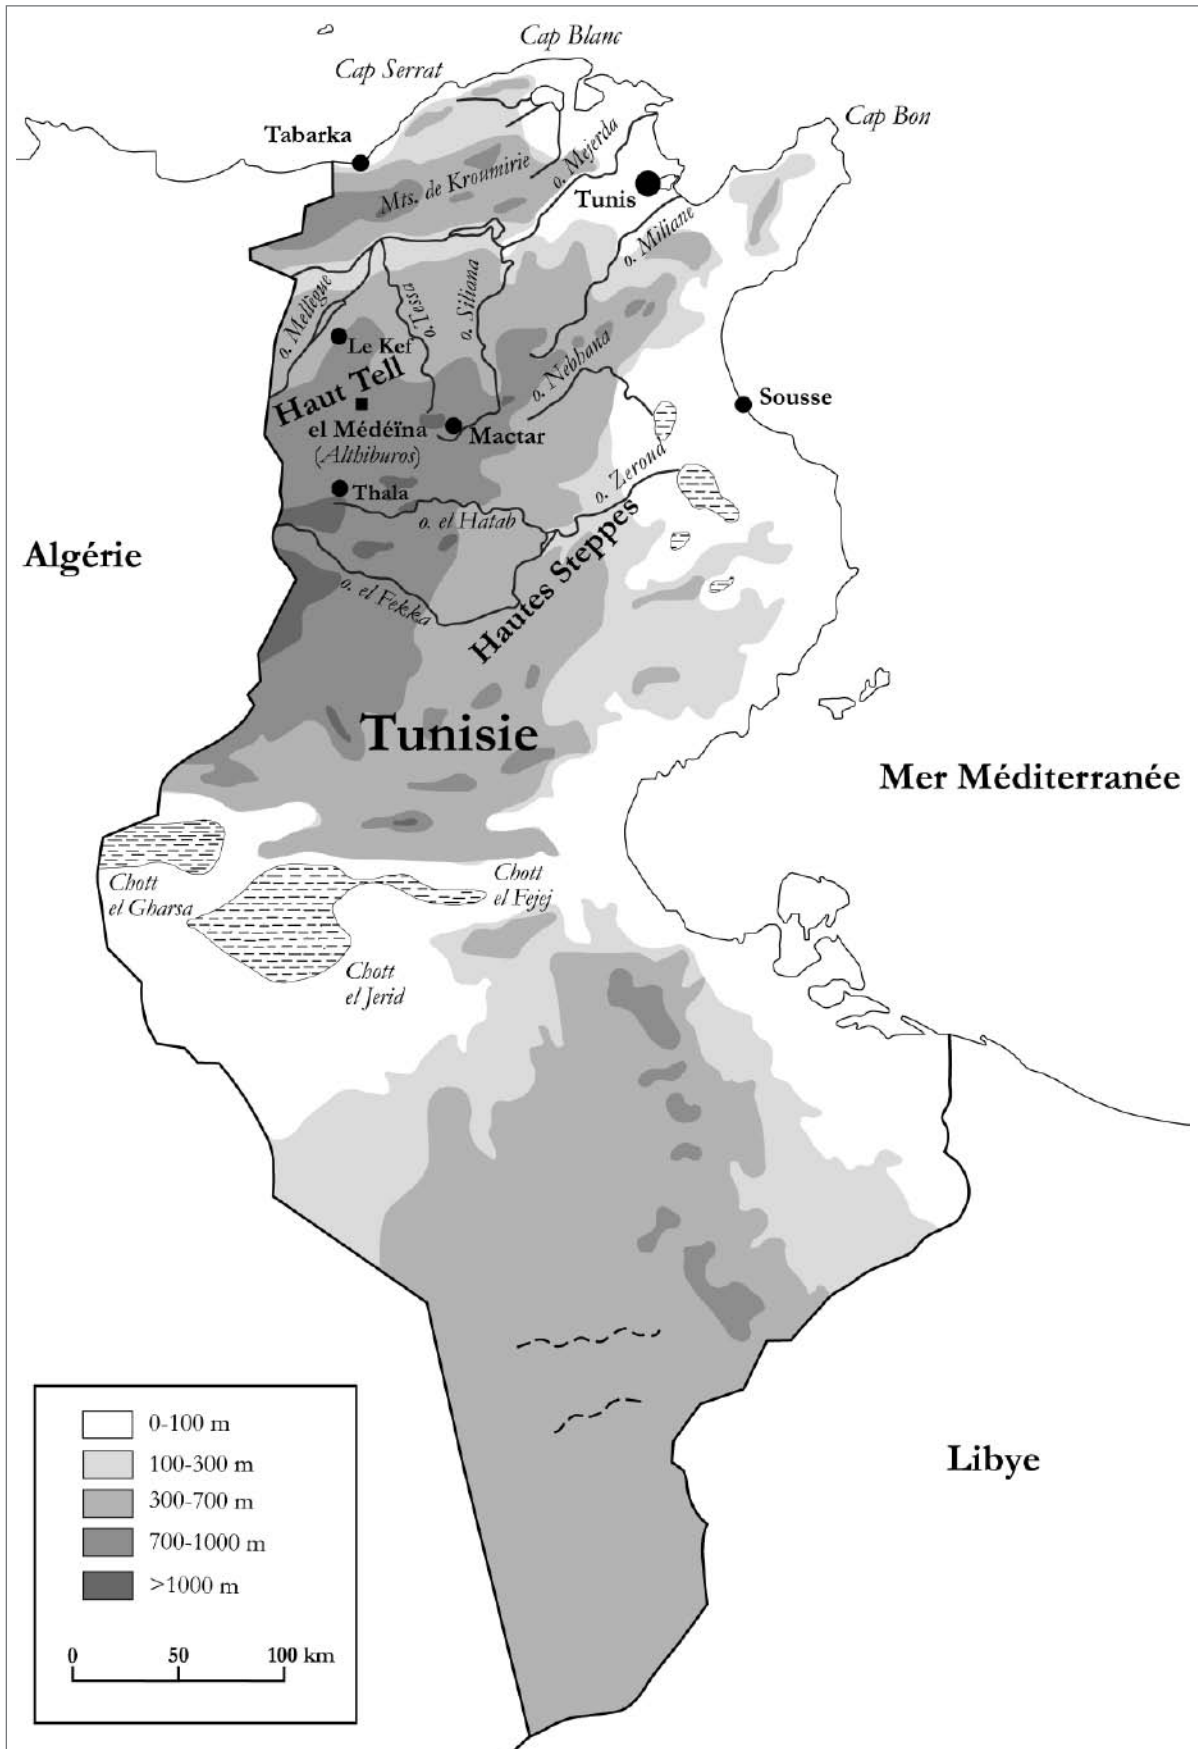 Cap Blanc
Cap Serrat
Cap Bon
Tabarka
o. Mejerda
Mts. de Kroumirie
Tunis
o. Miliane
o. Mellègue
o. Tessa
o. Siliana
Le Kef
o. Nebhana
Haut Tell
Sousse
el Médéïna
(Althiburos)
Mactar
o. Zeroud
Thala
o. el Hatab
Algérie
Hautes Steppes
o. el Fekka
Tunisie
Mer Méditerranée
Chott
el Gharsa
Chott
el Fejej
Chott
el Jerid
Libye
0-100 m
100-300 m
300-700 m
700-1000 m
>1000 m
0 50 100 km